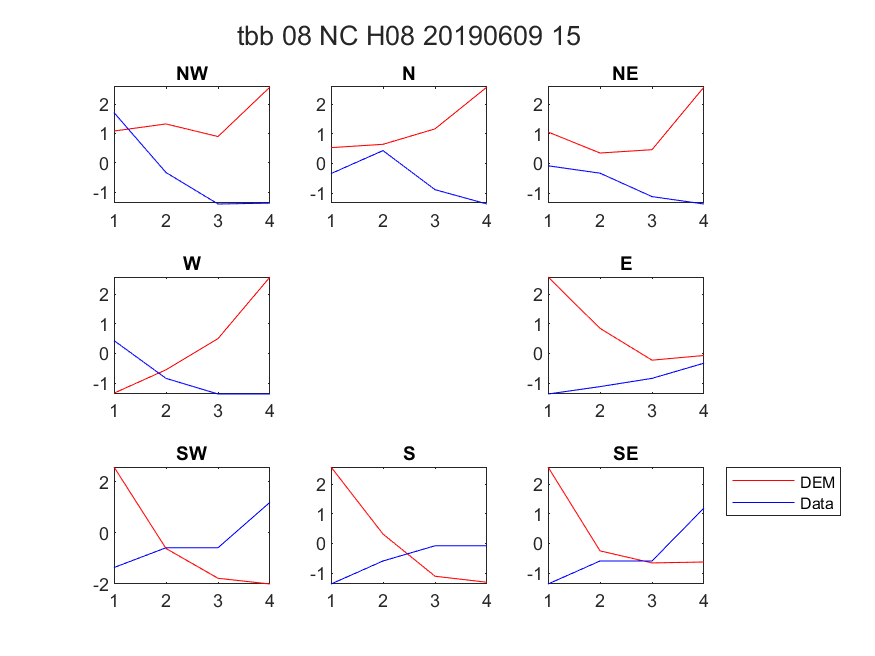 tbb 08 NC H08 20190609 15
NW N NE
2 2 2
1 1 1
0 0 0
-1 -1 -1
1 2 3 4 1 2 3 4 1 2 3 4
W E
2 2
1 1
0 0
-1 -1
1 2 3 4 1 2 3 4
SW S SE
2 2 2 DEM
1 1 Data
0 0 0
-1 -1
-2
1 2 3 4 1 2 3 4 1 2 3 4